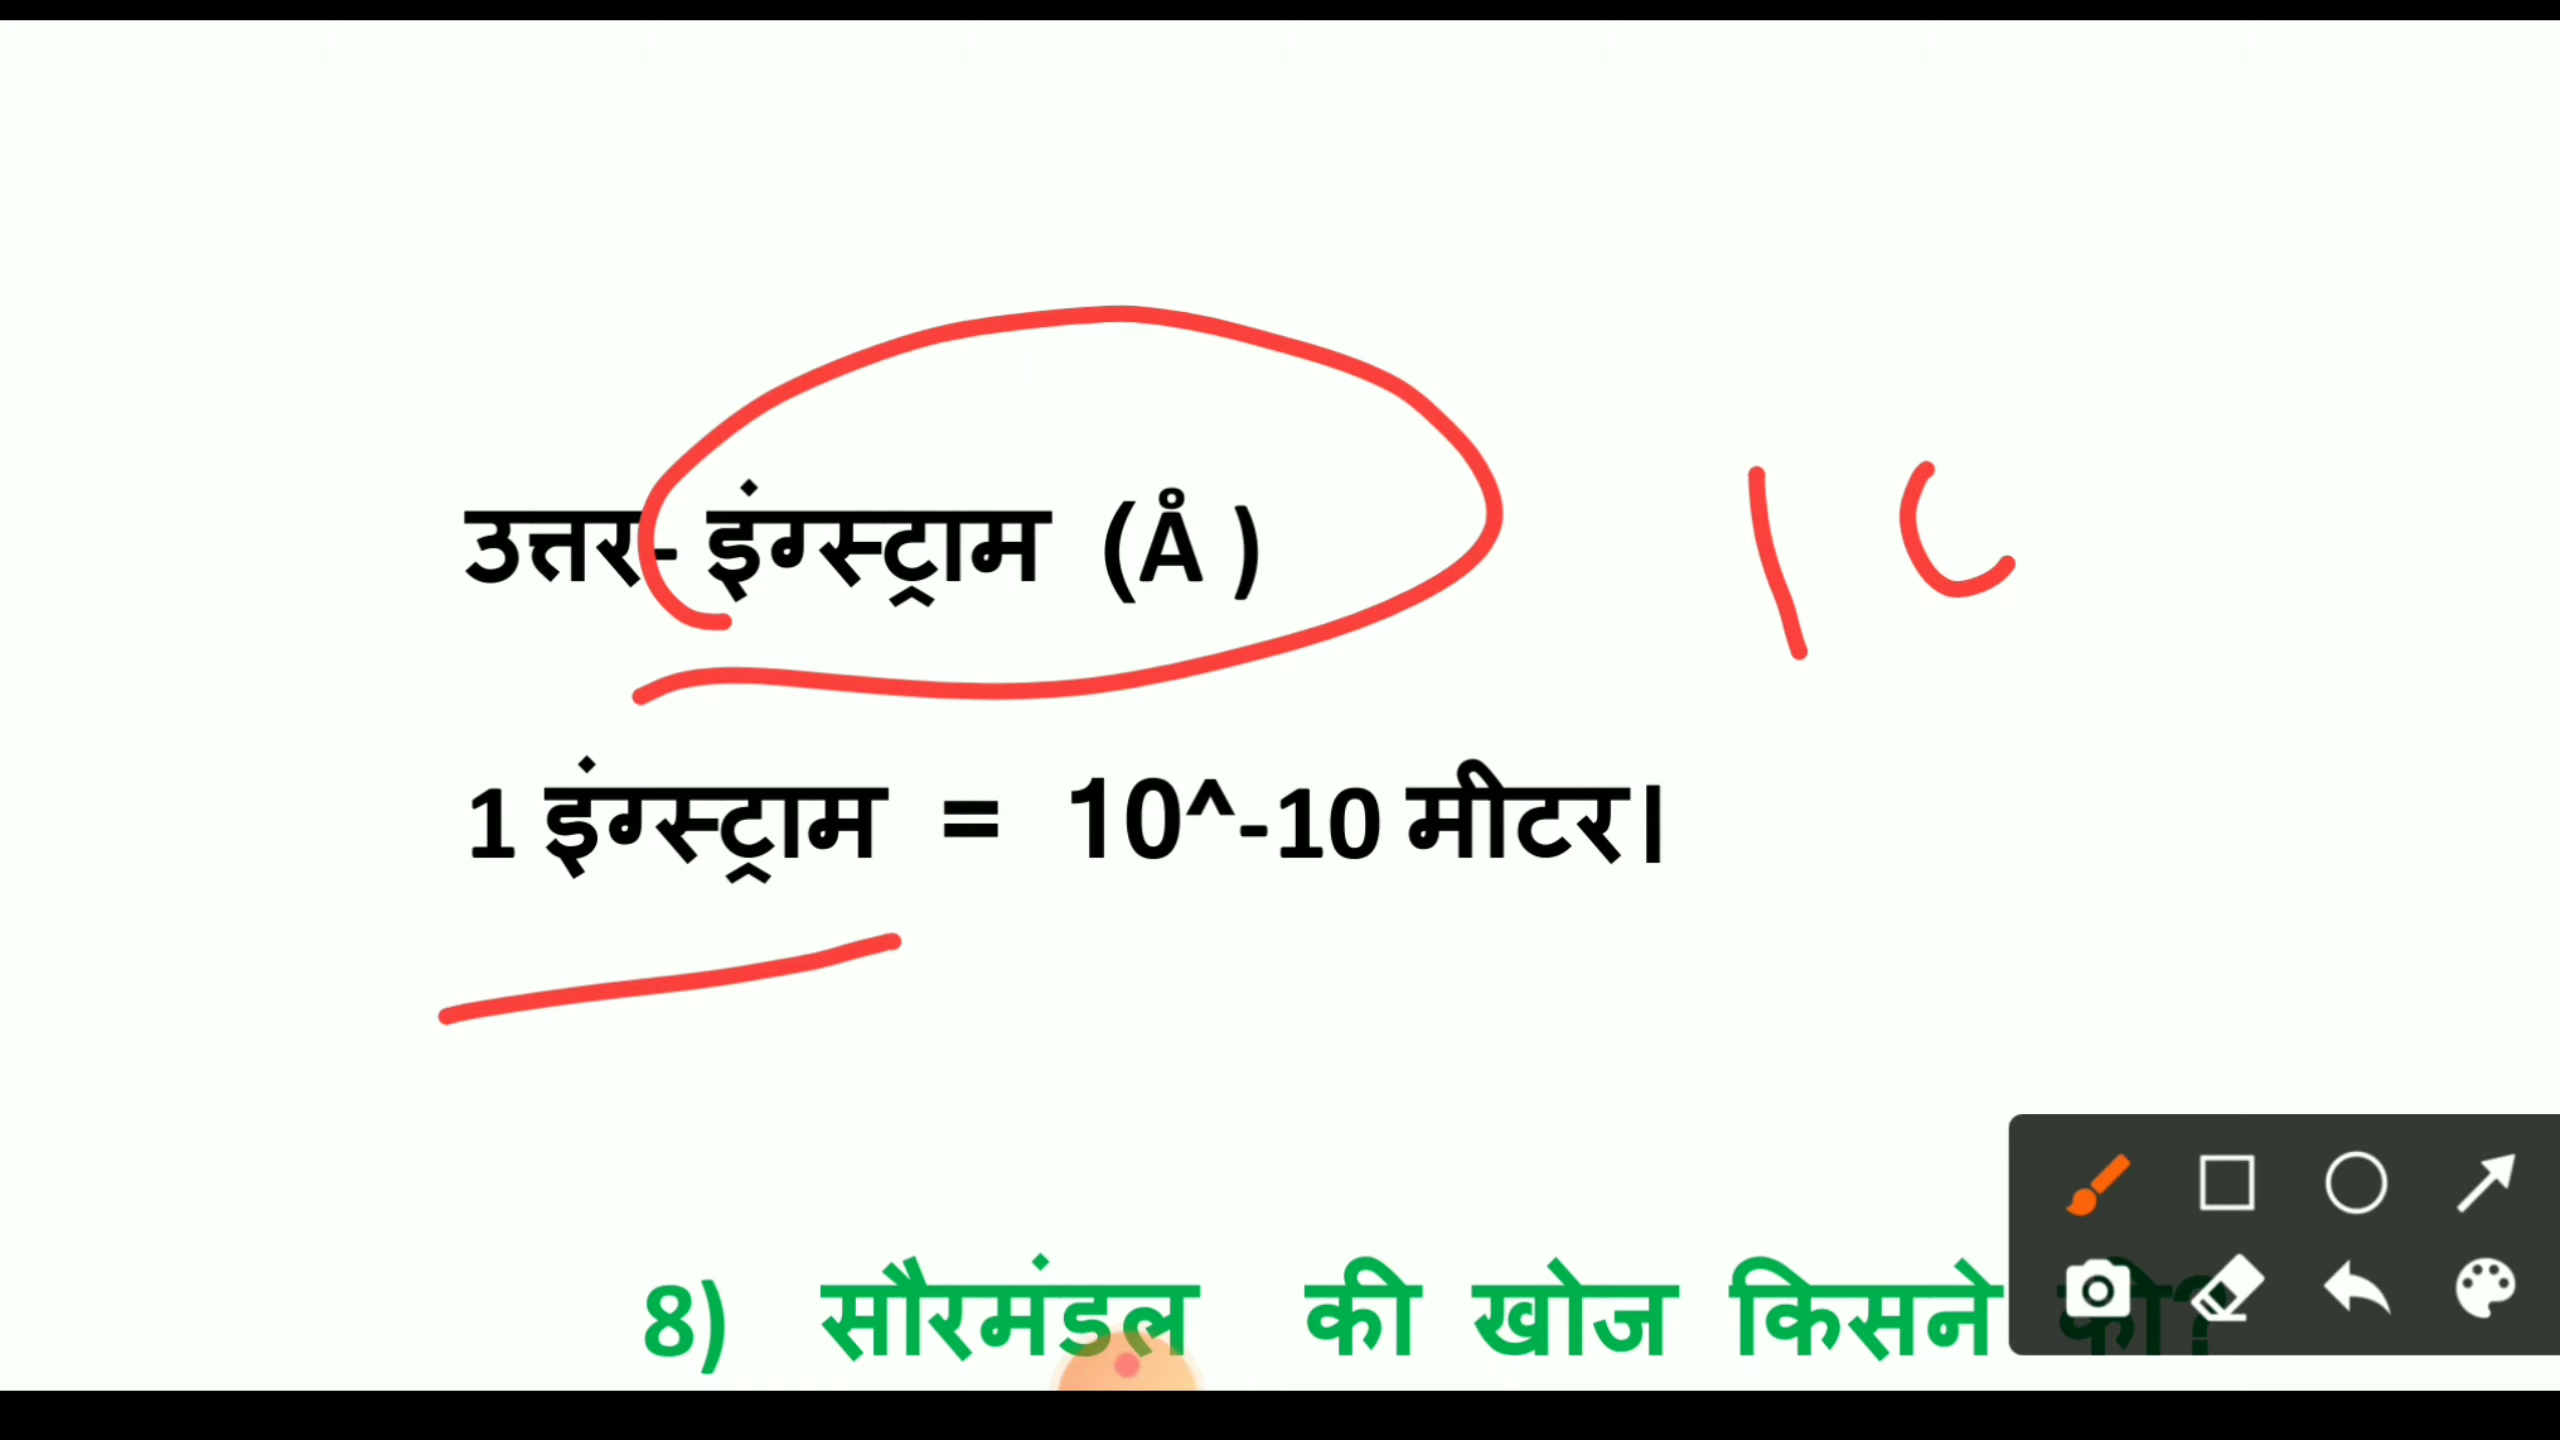 उत्तर- इंग्स्ट्राम (Å )
1 इंग्स्ट्राम = 10^-10 मीटर।
8) सौरमंडल की खोज किसने की?